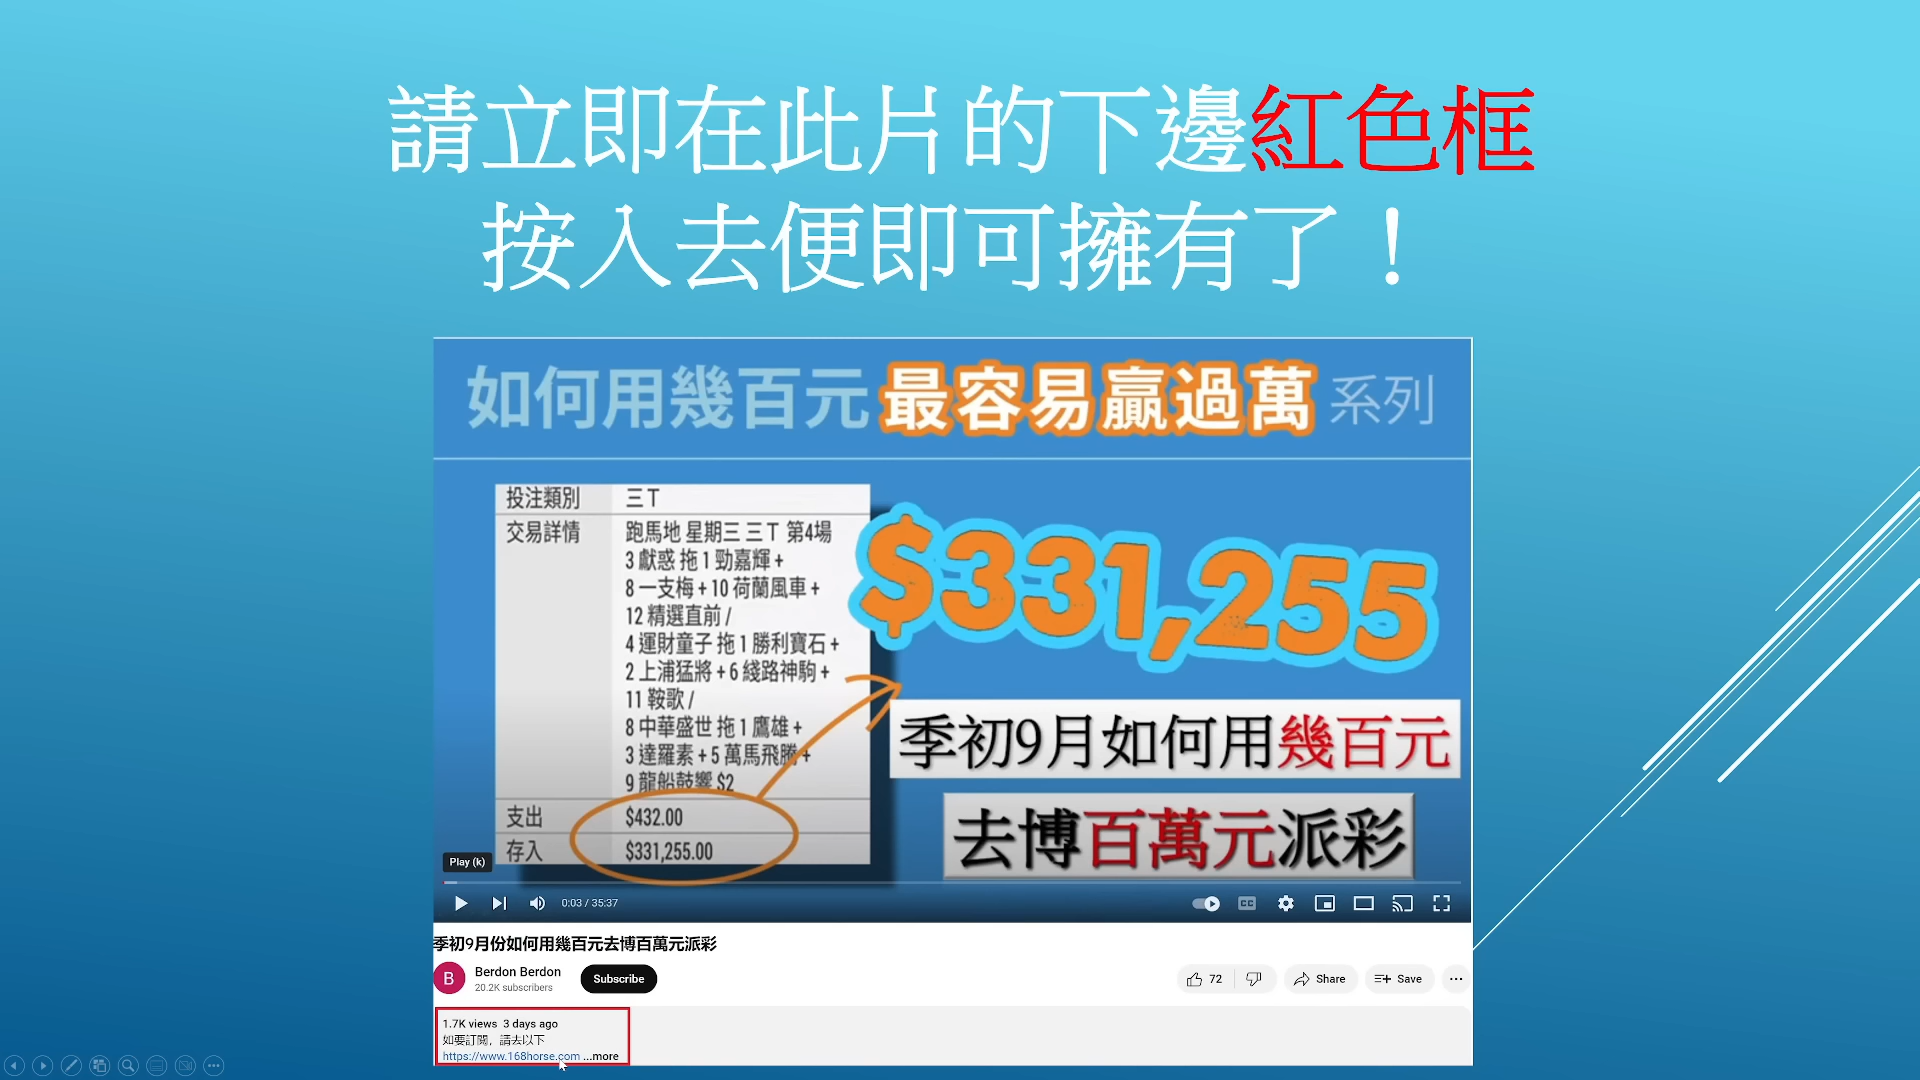 請立即在此片的下邊紅色框
按入去便即可擁有了！
如何用幾百元最容易贏過萬系列
投注類別 三T
交易詳情 跑馬地 星期三 三T 第4場
3 獻惑 拖 1 勁嘉輝 +
8 一支梅 + 10 荷蘭風車 +
12 精選直前 /
4 運財童子 拖 1 勝利寶石 +
2 上浦猛將 + 6 綫路神駒 +
11 鞍歌 /
8 中華盛世 拖 1 鷹雄 +
3 達羅素 + 5 萬馬飛騰 +
9 龍船鼓響 $2
支出 $432.00
存入 $331,255.00
$331,255
季初9月如何用幾百元
去博百萬元派彩
Play (k)
0:03 / 35:37
CC
季初9月份如何用幾百元去博百萬元派彩
B
Berdon Berdon
20.2K subscribers
Subscribe
72
Share
Save
1.7K views 3 days ago
如要訂閱，請去以下
https://www.168horse.com ...more